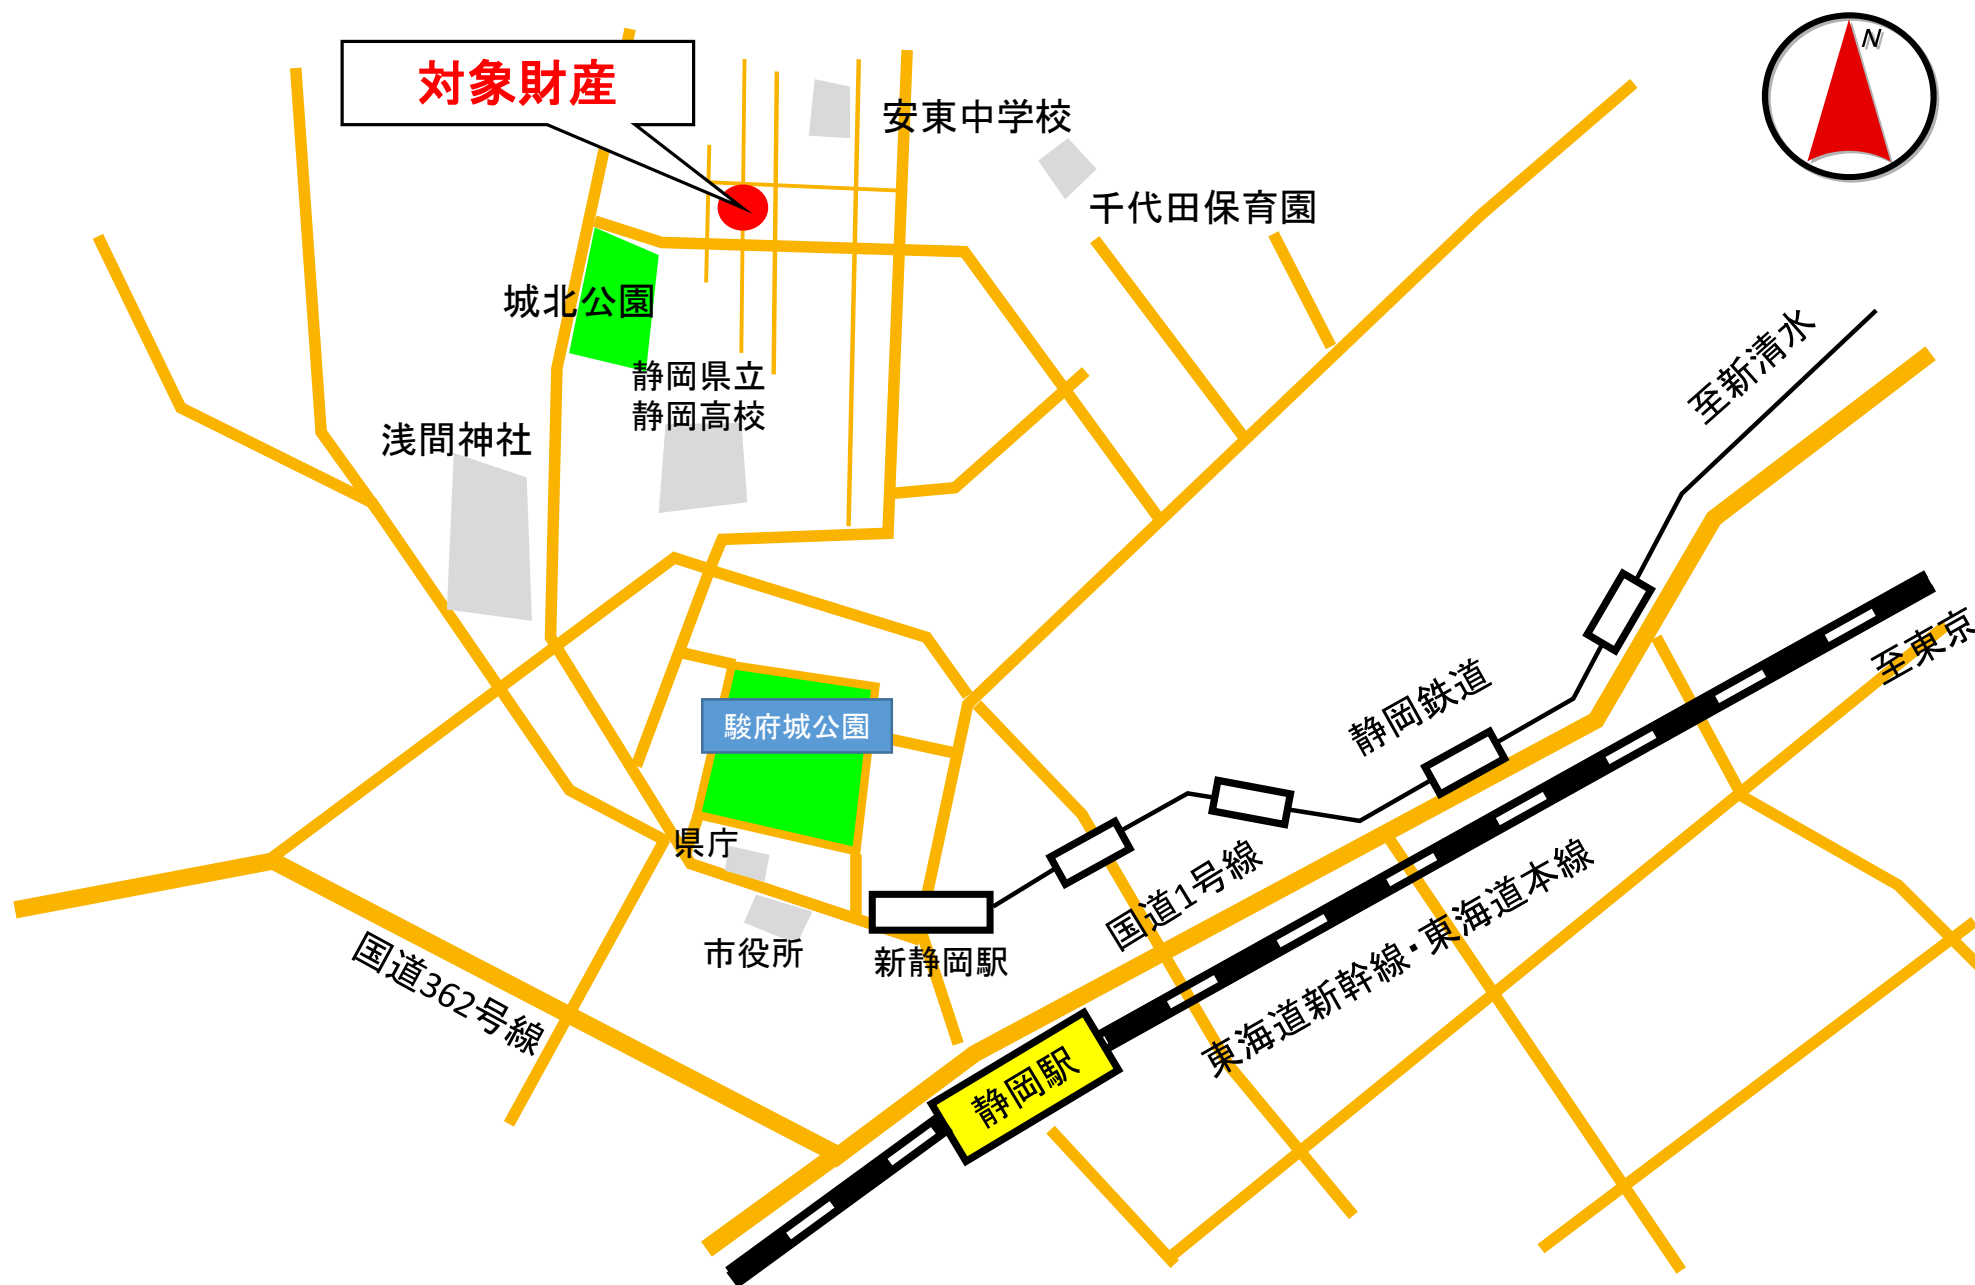 N
対象財産
安東中学校
千代田保育園
城北公園
静岡県立
静岡高校
浅間神社
至新清水
至東京
静岡鉄道
駿府城公園
県庁
市役所
新静岡駅
国道1号線
東海道新幹線・東海道本線
国道362号線
静岡駅